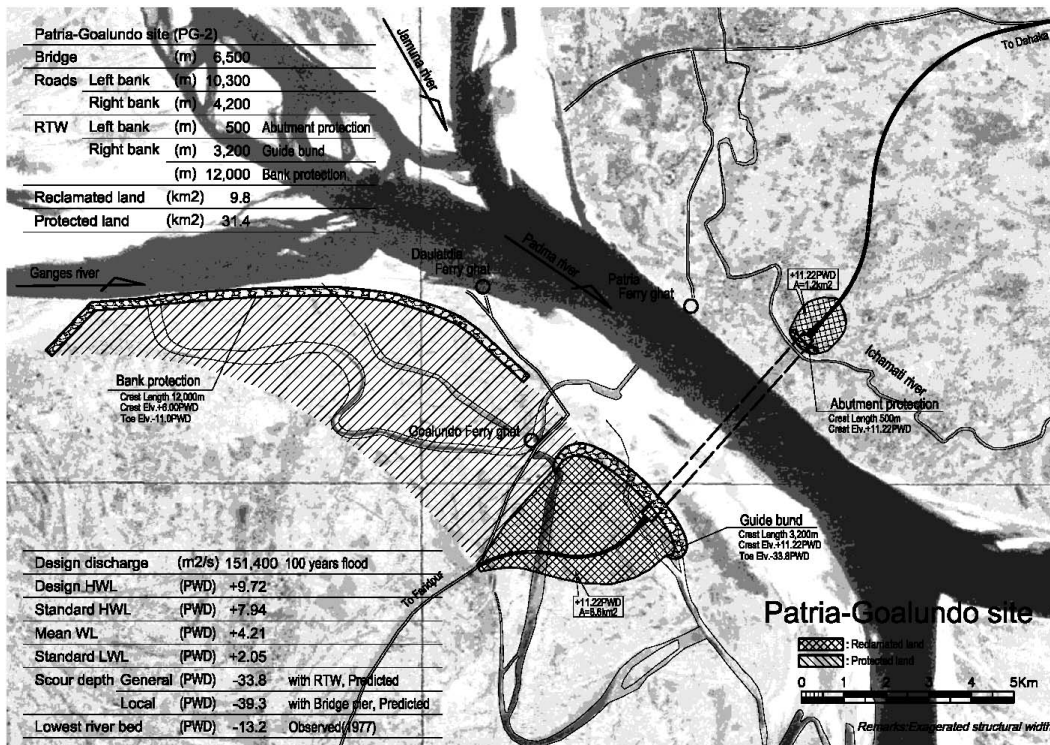 Patria-Goalundo site (PG-2)
Bridge (m) 6,500
Roads Left bank (m) 10,300
Right bank (m) 4,200
RTW Left bank (m) 500 Abutment protection
Right bank (m) 3,200 Guide bund
(m) 12,000 Bank protection
Reclamated land (km2) 9.8
Protected land (km2) 31.4
Jamuna river
To Dahaka
Ganges river
Daulatdia
Ferry ghat
Padma river
Patria
Ferry ghat
+11.22PWD
A=1.2km2
Ichamati river
Bank protection
Crest Length 12,000m
Crest Elv.+6.00PWD
Toe Elv.-11.0PWD
Abutment protection
Crest Length 500m
Crest Elv.+11.22PWD
Goalundo Ferry ghat
Guide bund
Crest Length 3,200m
Crest Elv.+11.22PWD
Toe Elv.-33.8PWD
To Faridpur
+11.22PWD
A=8.6km2
Design discharge (m2/s) 151,400 100 years flood
Design HWL (PWD) +9.72
Standard HWL (PWD) +7.94
Mean WL (PWD) +4.21
Standard LWL (PWD) +2.05
Scour depth General (PWD) -33.8 with RTW, Predicted
Local (PWD) -39.3 with Bridge pier, Predicted
Lowest river bed (PWD) -13.2 Observed(1977)
Patria-Goalundo site
: Reclamated land
: Protected land
0 1 2 3 4 5Km
Remarks:Exagerated structural width